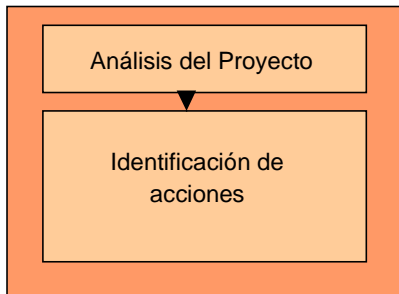 Análisis del Proyecto
Identificación de
acciones